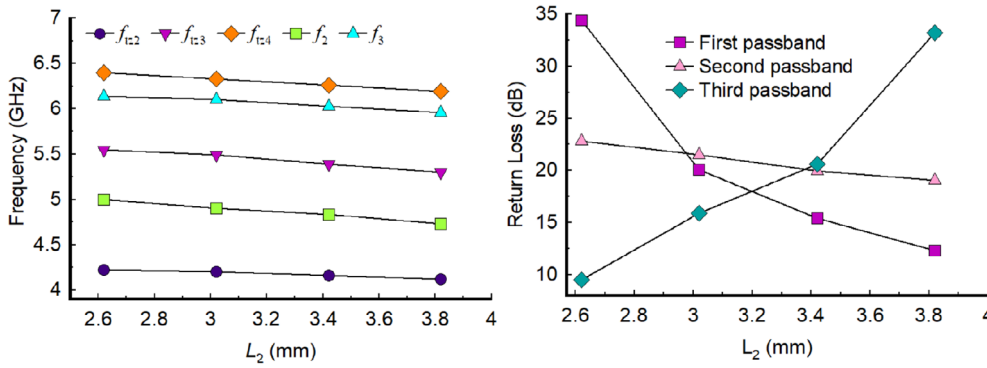 7
6.5
6
5.5
5
4.5
4
Frequency (GHz)
ftz2 ftz3 ftz4 f2 f3
2.6 2.8 3 3.2 3.4 3.6 3.8 4
L2 (mm)
35
30
25
20
15
10
Return Loss (dB)
First passband
Second passband
Third passband
2.6 2.8 3.0 3.2 3.4 3.6 3.8 4
L2 (mm)